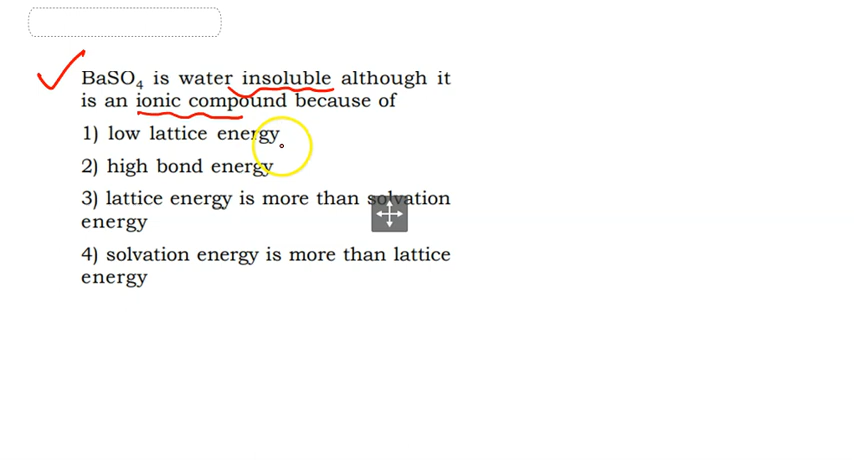 BaSO₄ is water insoluble although it
is an ionic compound because of
1) low lattice energy
2) high bond energy
3) lattice energy is more than solvation
energy
4) solvation energy is more than lattice
energy